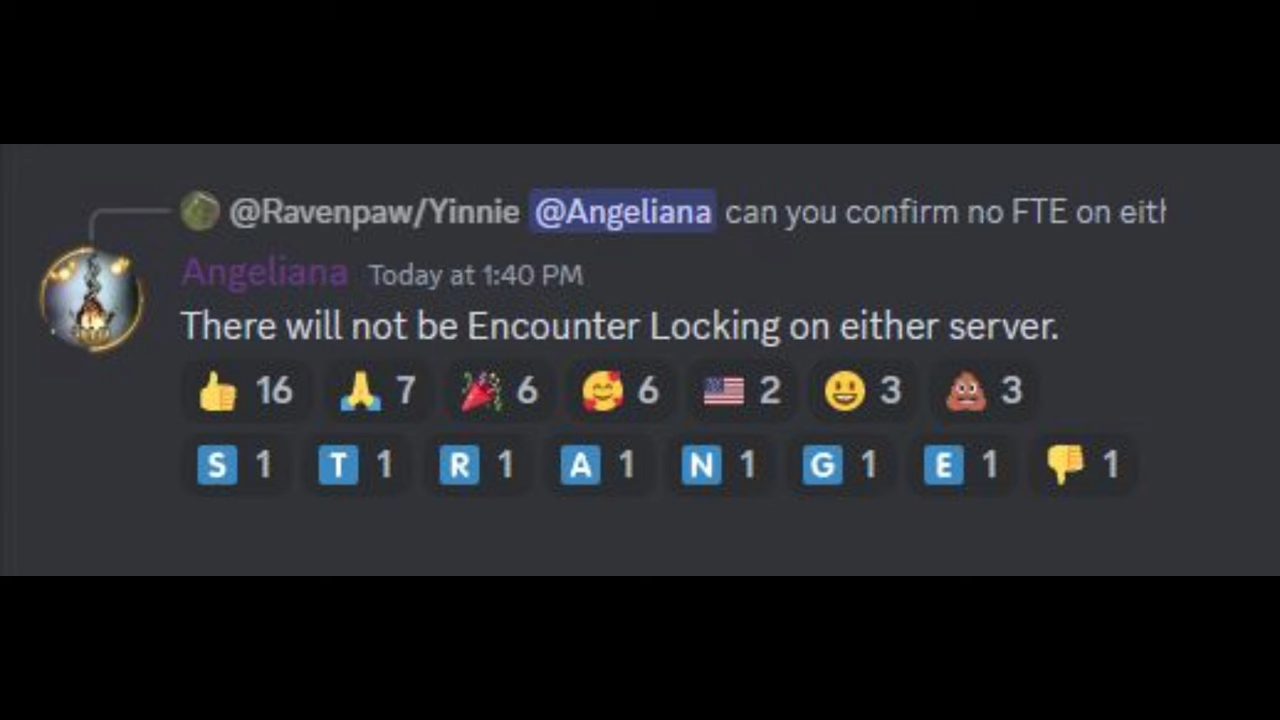 @Ravenpaw/Yinnie @Angeliana can you confirm no FTE on eith
Angeliana Today at 1:40 PM
There will not be Encounter Locking on either server.
16 7 6 6 2 3 3
S 1 T 1 R 1 A 1 N 1 G 1 E 1 1